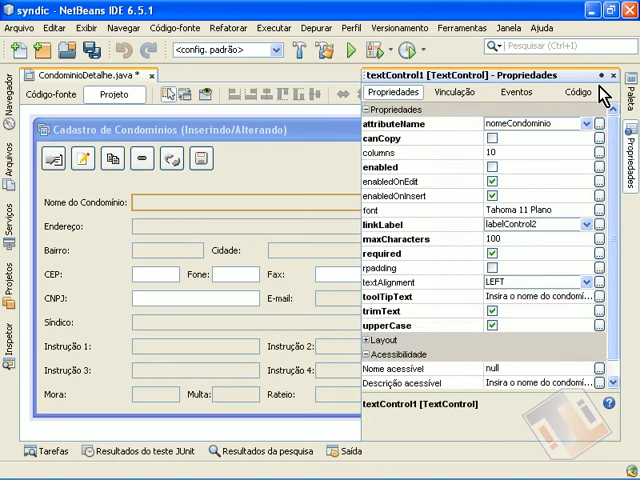 syndic - NetBeans IDE 6.5.1
Arquivo Editar Exibir Navegar Código-fonte Refatorar Executar Depurar Perfil Versionamento Ferramentas Janela Ajuda
<config. padrão> Pesquisar (Ctrl+I)
CondominioDetalhe.java *
Código-fonte Projeto
Navegador
Arquivos
Serviços
Projetos
Inspetor
Cadastro de Condomínios (Inserindo/Alterando)
Nome do Condomínio:
Endereço:
Bairro: Cidade:
CEP: Fone: Fax:
CNPJ: E-mail:
Síndico:
Instrução 1: Instrução 2:
Instrução 3: Instrução 4:
Mora: Multa: Rateio:
textControl1 [TextControl] - Propriedades
Propriedades Vinculação Eventos Código
Propriedades
attributeName nomeCondominio
canCopy
columns 10
enabled
enabledOnEdit
enabledOnInsert
font Tahoma 11 Plano
linkLabel labelControl2
maxCharacters 100
required
rpadding
textAlignment LEFT
toolTipText Insira o nome do condomí...
trimText
upperCase
Layout
Acessibilidade
Nome acessível null
Descrição acessível Insira o nome do condomí...
textControl1 [TextControl]
Paleta
Propriedades
Tarefas Resultados do teste JUnit Resultados da pesquisa Saída